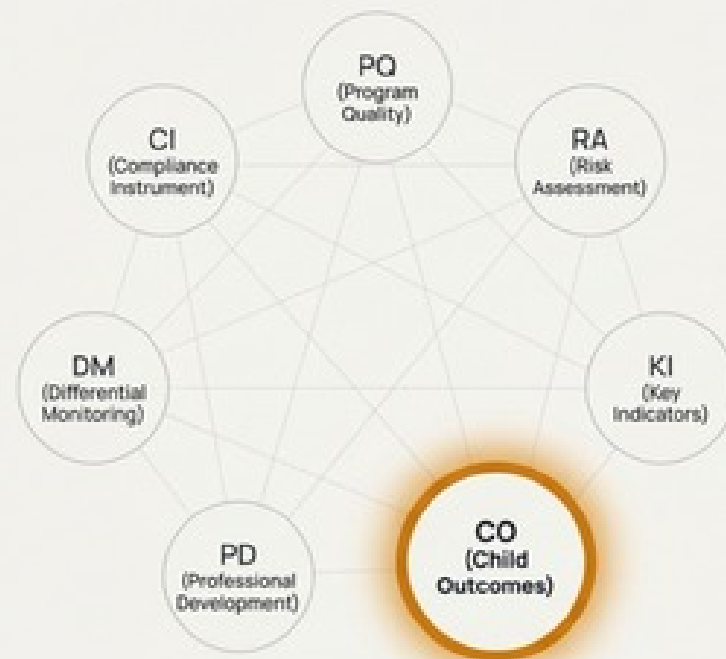 PQ
(Program
Quality)
CI
(Compliance
Instrument)
RA
(Risk
Assessment)
DM
(Differential
Monitoring)
KI
(Key
Indicators)
PD
(Professional
Development)
CO
(Child
Outcomes)